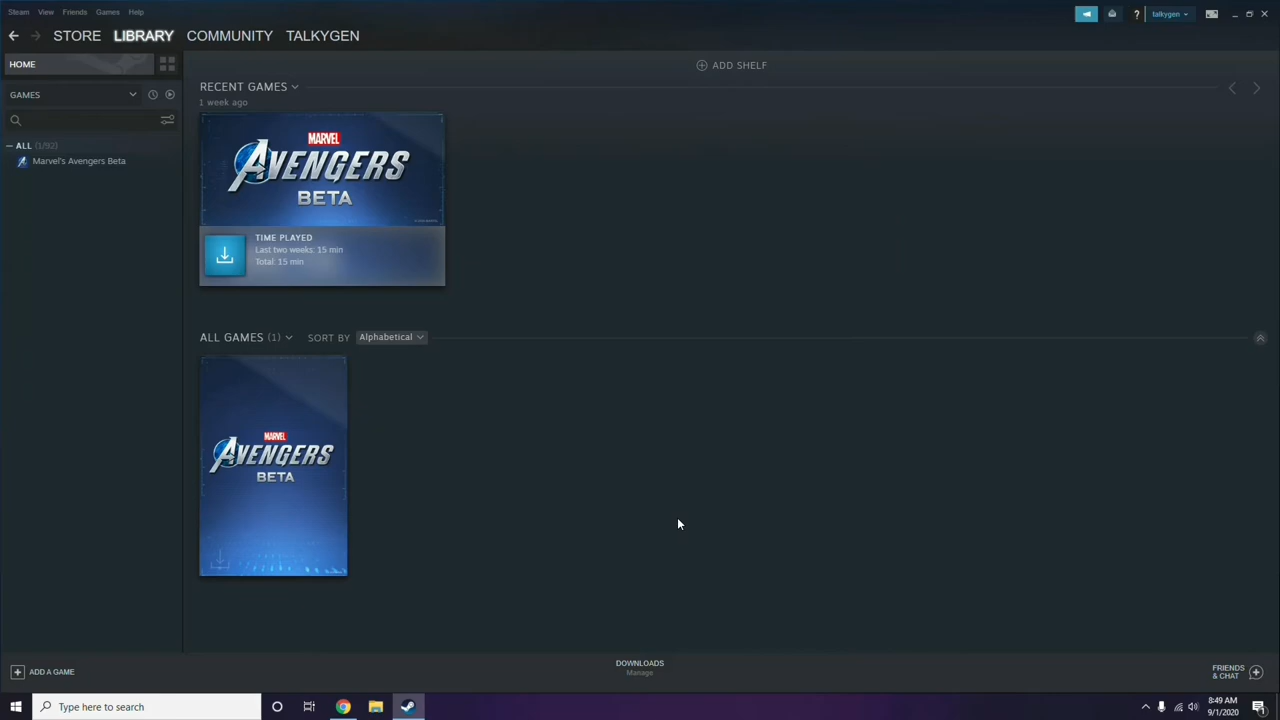 Steam View Friends Games Help
? talkygen
STORE LIBRARY COMMUNITY TALKYGEN
HOME
ADD SHELF
RECENT GAMES
GAMES
1 week ago
MARVEL
AVENGERS
BETA
ALL (1/92)
Marvel's Avengers Beta
TIME PLAYED
Last two weeks: 15 min
Total: 15 min
ALL GAMES (1) SORT BY Alphabetical
MARVEL
AVENGERS
BETA
ADD A GAME
DOWNLOADS
Manage
FRIENDS
& CHAT
Type here to search
8:49 AM
9/1/2020
1